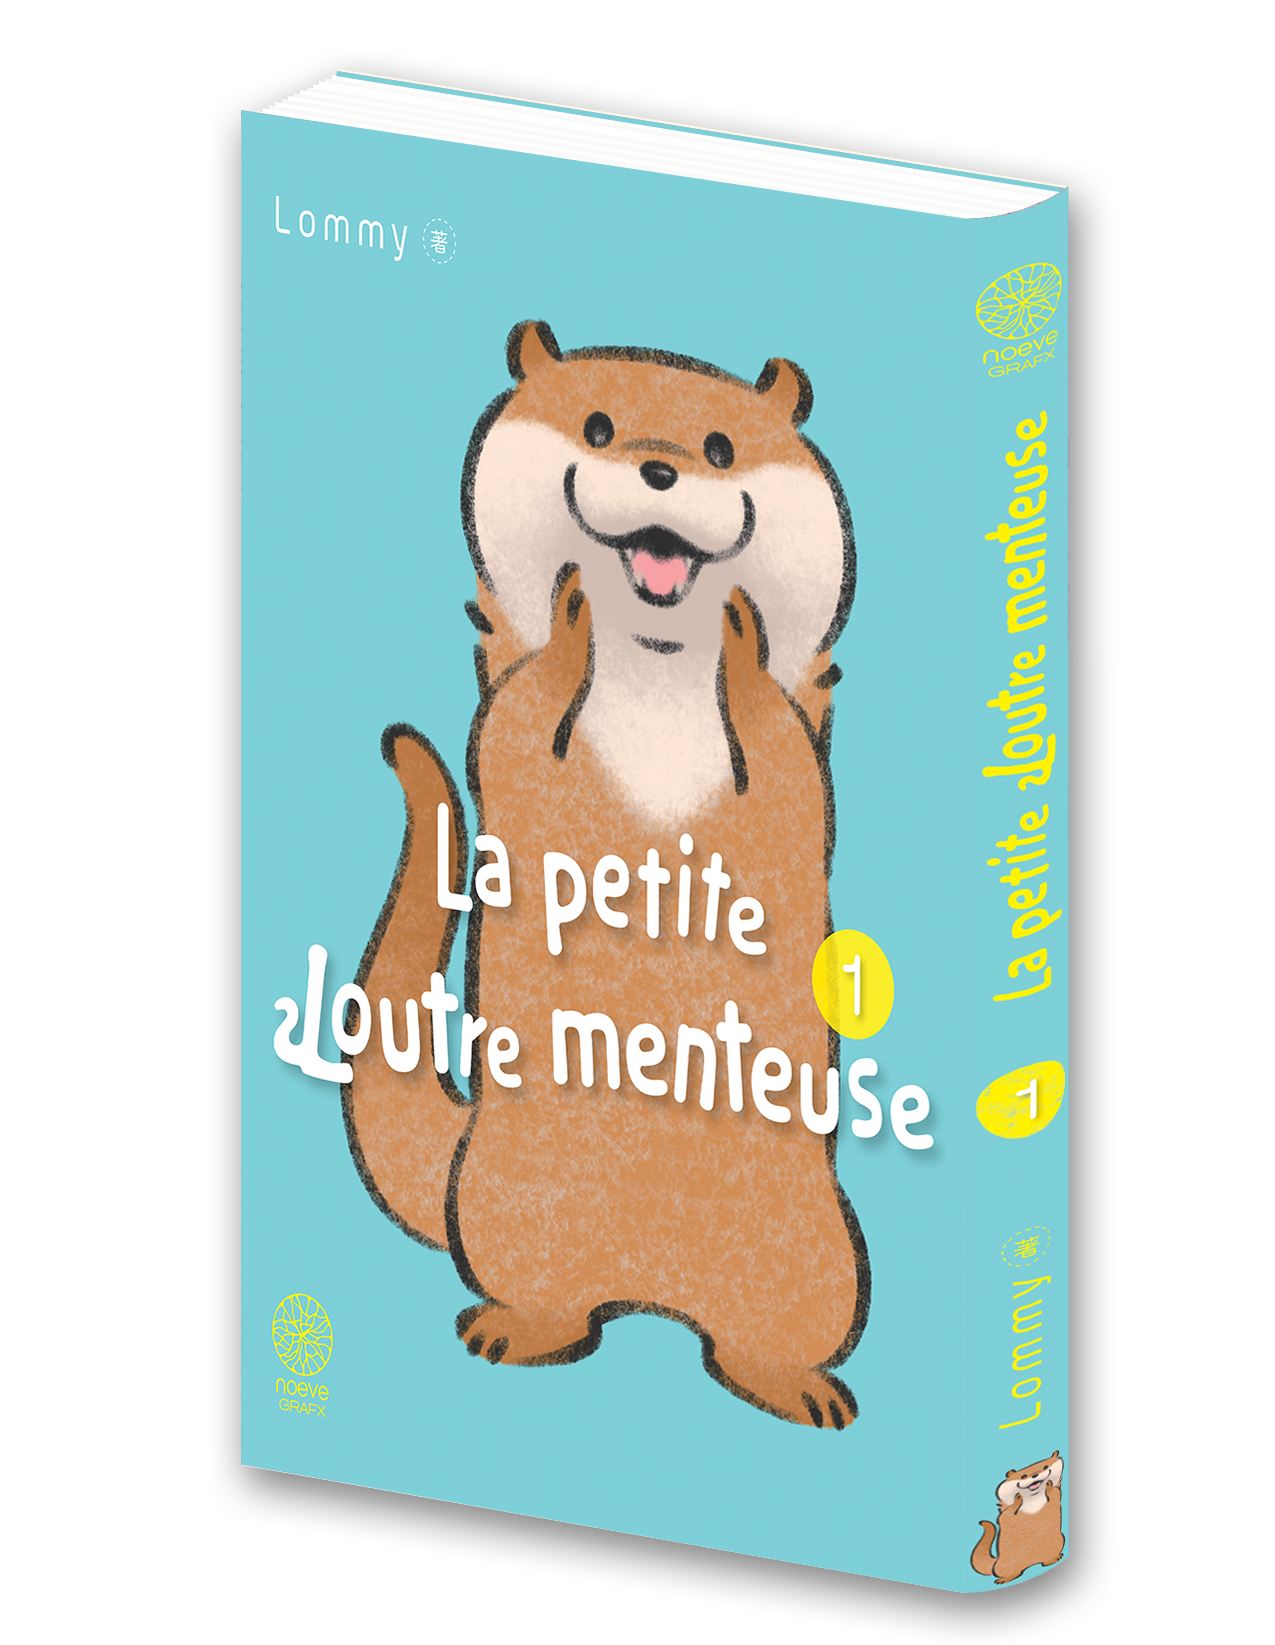 Lommy 著
La petite
loutre menteuse
1
noeve
GRAFX
noeve
GRAFX
La petite loutre menteuse
1
Lommy 著